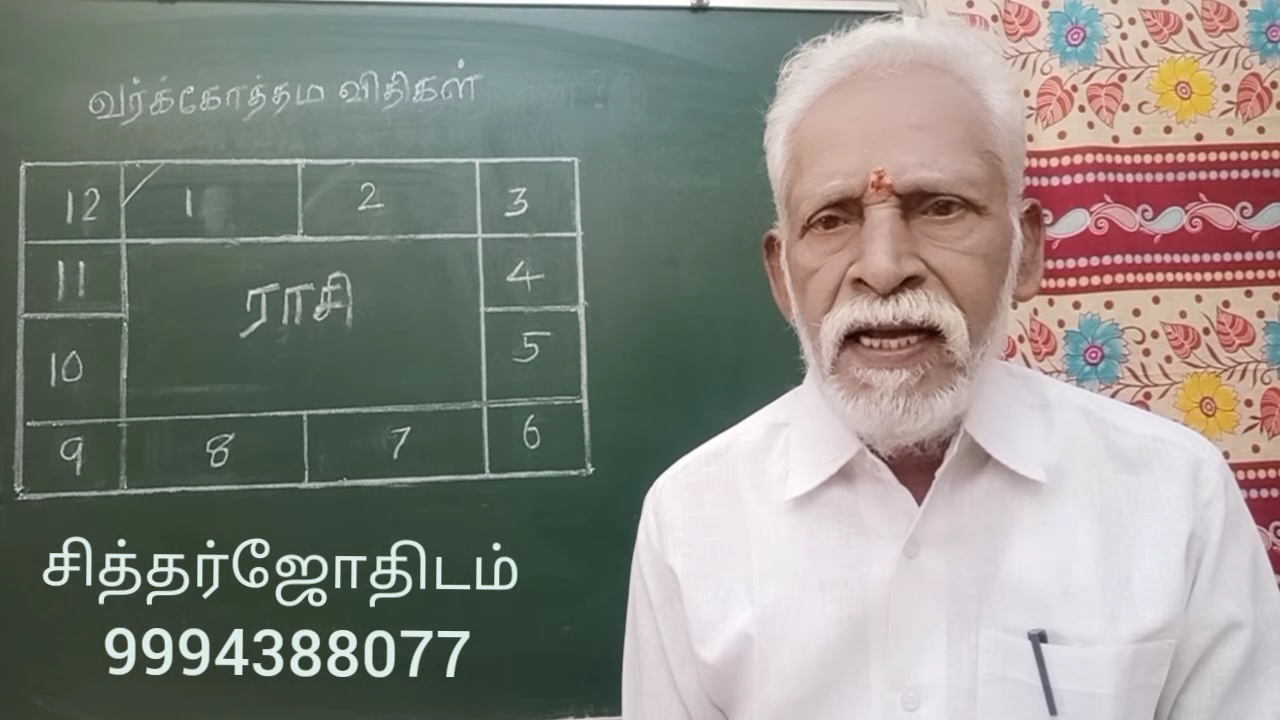 வர்க்கோத்தம விதிகள்
12 1 2 3
11 4
ராசி
10 5
9 8 7 6
சித்தர்ஜோதிடம்
9994388077